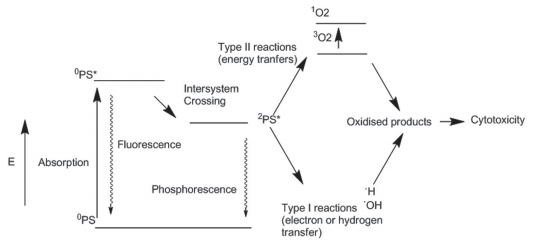 ¹O2
³O2
Type II reactions
(energy tranfers)
⁰PS*
Intersystem
Crossing
²PS*
Oxidised products
Cytotoxicity
Fluorescence
E
Absorption
Phosphorescence
·H
·OH
⁰PS
Type I reactions
(electron or hydrogen
transfer)